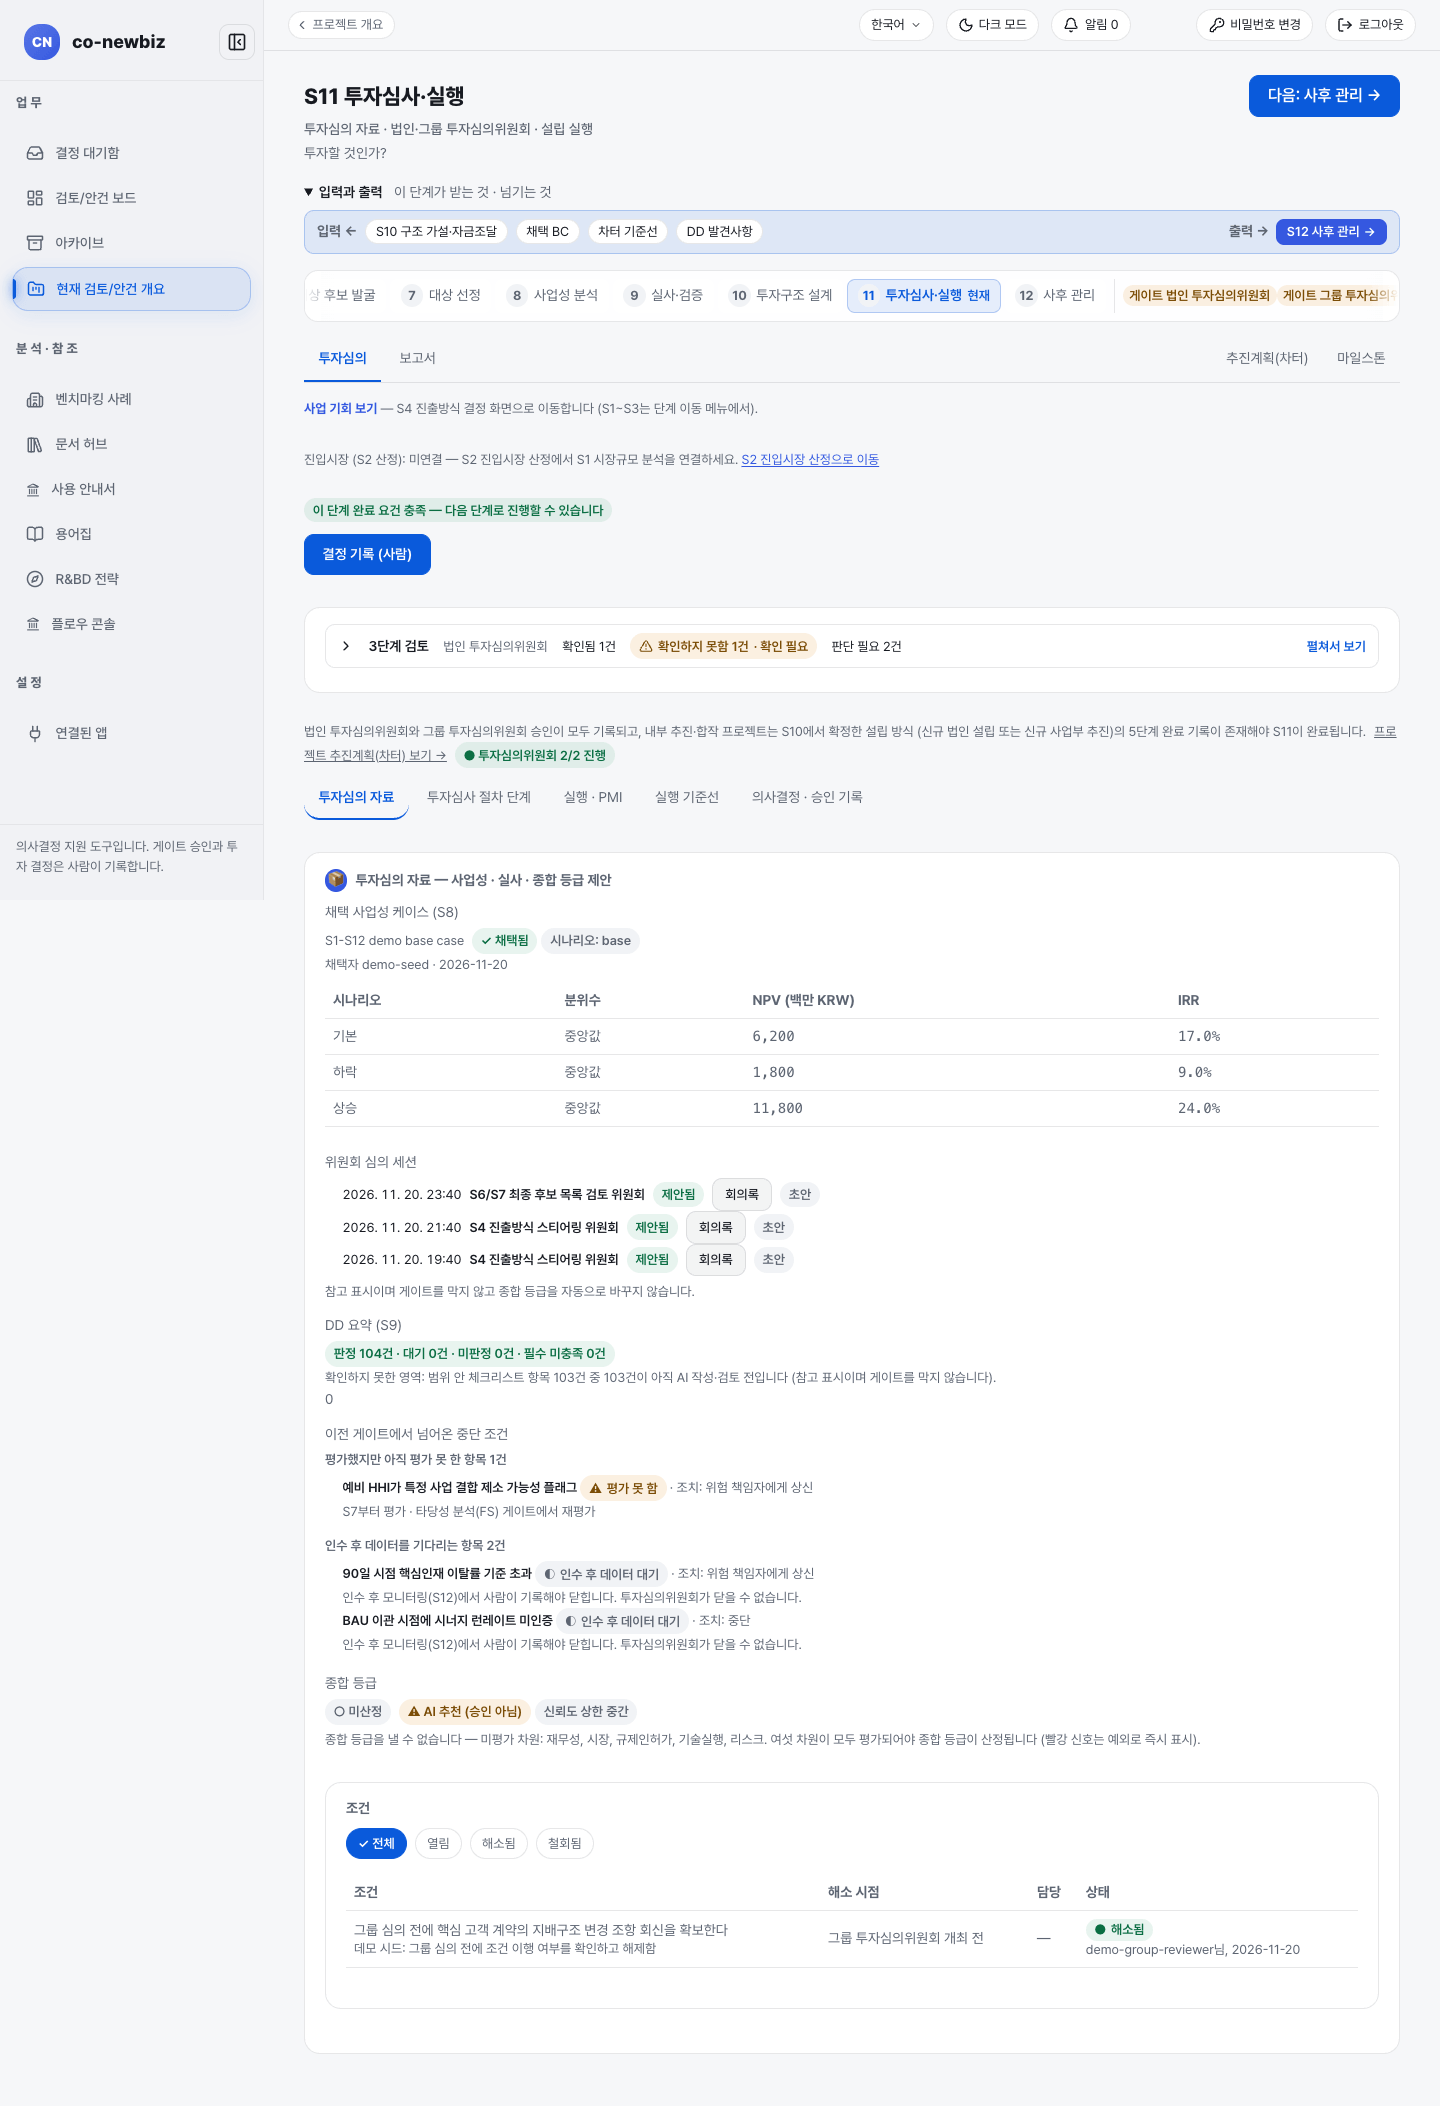 CN co-newbiz
프로젝트 개요
한국어
다크 모드
알림 0
비밀번호 변경
로그아웃
업무
결정 대기함
검토/안건 보드
아카이브
현재 검토/안건 개요
분석·참조
벤치마킹 사례
문서 허브
사용 안내서
용어집
R&BD 전략
플로우 콘솔
설정
연결된 앱
의사결정 지원 도구입니다. 게이트 승인과 투
자 결정은 사람이 기록합니다.
S11 투자심사·실행
다음: 사후 관리 →
투자심의 자료 · 법인·그룹 투자심의위원회 · 설립 실행
투자할 것인가?
▼ 입력과 출력 이 단계가 받는 것 · 넘기는 것
입력 ← S10 구조 가설·자금조달 채택 BC 차터 기준선 DD 발견사항 출력 → S12 사후 관리 →
상 후보 발굴 7 대상 선정 8 사업성 분석 9 실사·검증 10 투자구조 설계 11 투자심사·실행 현재 12 사후 관리 게이트 법인 투자심의위원회 게이트 그룹 투자심의
투자심의 보고서 추진계획(차터) 마일스톤
사업 기회 보기 — S4 진출방식 결정 화면으로 이동합니다 (S1~S3는 단계 이동 메뉴에서).
진입시장 (S2 산정): 미연결 — S2 진입시장 산정에서 S1 시장규모 분석을 연결하세요. S2 진입시장 산정으로 이동
이 단계 완료 요건 충족 — 다음 단계로 진행할 수 있습니다
결정 기록 (사람)
3단계 검토 법인 투자심의위원회 확인됨 1건 확인하지 못함 1건 · 확인 필요 판단 필요 2건 펼쳐서 보기
법인 투자심의위원회와 그룹 투자심의위원회 승인이 모두 기록되고, 내부 추진·합작 프로젝트는 S10에서 확정한 설립 방식 (신규 법인 설립 또는 신규 사업부 추진)의 5단계 완료 기록이 존재해야 S11이 완료됩니다. 프로
젝트 추진계획(차터) 보기 → ● 투자심의위원회 2/2 진행
투자심의 자료 투자심사 절차 단계 실행 · PMI 실행 기준선 의사결정 · 승인 기록
투자심의 자료 — 사업성 · 실사 · 종합 등급 제안
채택 사업성 케이스 (S8)
S1-S12 demo base case ✓ 채택됨 시나리오: base
채택자 demo-seed · 2026-11-20
시나리오 분위수 NPV (백만 KRW) IRR
기본 중앙값 6,200 17.0%
하락 중앙값 1,800 9.0%
상승 중앙값 11,800 24.0%
위원회 심의 세션
2026. 11. 20. 23:40 S6/S7 최종 후보 목록 검토 위원회 제안됨 회의록 초안
2026. 11. 20. 21:40 S4 진출방식 스티어링 위원회 제안됨 회의록 초안
2026. 11. 20. 19:40 S4 진출방식 스티어링 위원회 제안됨 회의록 초안
참고 표시이며 게이트를 막지 않고 종합 등급을 자동으로 바꾸지 않습니다.
DD 요약 (S9)
판정 104건 · 대기 0건 · 미판정 0건 · 필수 미충족 0건
확인하지 못한 영역: 범위 안 체크리스트 항목 103건 중 103건이 아직 AI 작성·검토 전입니다 (참고 표시이며 게이트를 막지 않습니다).
0
이전 게이트에서 넘어온 중단 조건
평가했지만 아직 평가 못 한 항목 1건
예비 HHI가 특정 사업 결합 제소 가능성 플래그 ⚠ 평가 못 함 · 조치: 위험 책임자에게 상신
S7부터 평가 · 타당성 분석(FS) 게이트에서 재평가
인수 후 데이터를 기다리는 항목 2건
90일 시점 핵심인재 이탈률 기준 초과 ◐ 인수 후 데이터 대기 · 조치: 위험 책임자에게 상신
인수 후 모니터링(S12)에서 사람이 기록해야 닫힙니다. 투자심의위원회가 닫을 수 없습니다.
BAU 이관 시점에 시너지 런레이트 미인증 ◐ 인수 후 데이터 대기 · 조치: 중단
인수 후 모니터링(S12)에서 사람이 기록해야 닫힙니다. 투자심의위원회가 닫을 수 없습니다.
종합 등급
○ 미산정 ⚠ AI 추천 (승인 아님) 신뢰도 상한 중간
종합 등급을 낼 수 없습니다 — 미평가 차원: 재무성, 시장, 규제인허가, 기술실행, 리스크. 여섯 차원이 모두 평가되어야 종합 등급이 산정됩니다 (빨강 신호는 예외로 즉시 표시).
조건
✓ 전체 열림 해소됨 철회됨
조건 해소 시점 담당 상태
그룹 심의 전에 핵심 고객 계약의 지배구조 변경 조항 회신을 확보한다 그룹 투자심의위원회 개최 전 — ● 해소됨
데모 시드: 그룹 심의 전에 조건 이행 여부를 확인하고 해제함 demo-group-reviewer님, 2026-11-20